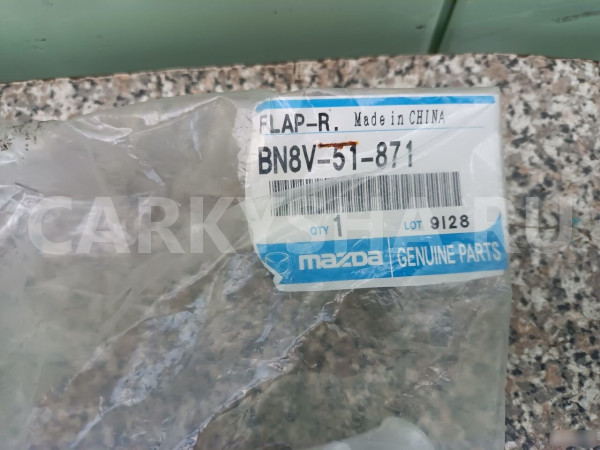 FLAP-R. Made in CHINA
BN8V-51-871
QTY 1 LOT 9128
mazda GENUINE PARTS
CARKYSHA.RU